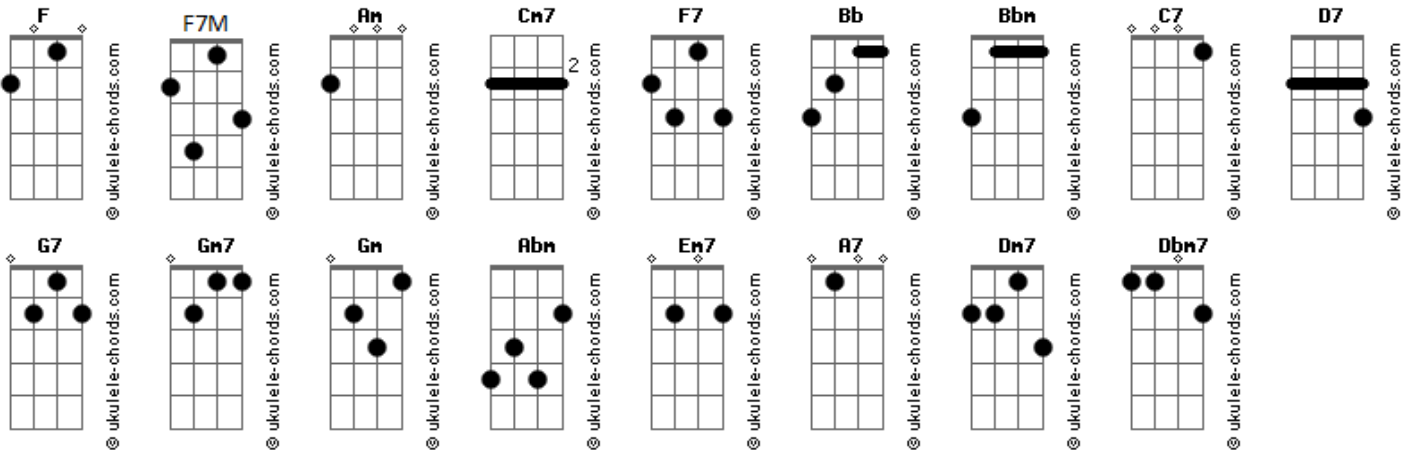 F F7M Am Cm7 F7 Bb Bbm C7 D7
2
© ukulele-chords.com © ukulele-chords.com © ukulele-chords.com © ukulele-chords.com © ukulele-chords.com © ukulele-chords.com © ukulele-chords.com © ukulele-chords.com © ukulele-chords.com
G7 Gm7 Gm Abm Em7 A7 Dm7 Dbm7
© ukulele-chords.com © ukulele-chords.com © ukulele-chords.com © ukulele-chords.com © ukulele-chords.com © ukulele-chords.com © ukulele-chords.com © ukulele-chords.com